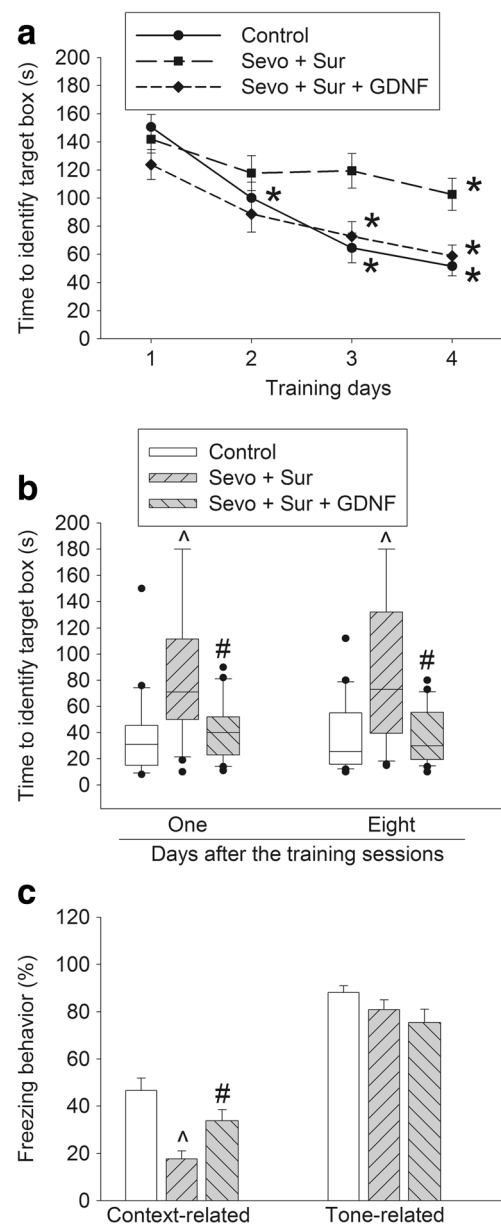 a
Control
Sevo + Sur
Sevo + Sur + GDNF
Time to identify target box (s)
200
180
160
140
120
100
80
60
40
20
0
*
*
*
*
*
*
1 2 3 4
Training days
b
Control
Sevo + Sur
Sevo + Sur + GDNF
Time to identify target box (s)
200
180
160
140
120
100
80
60
40
20
0
^ ^
# #
One Eight
Days after the training sessions
c
Freezing behavior (%)
120
100
80
60
40
20
0
#
^
Context-related Tone-related